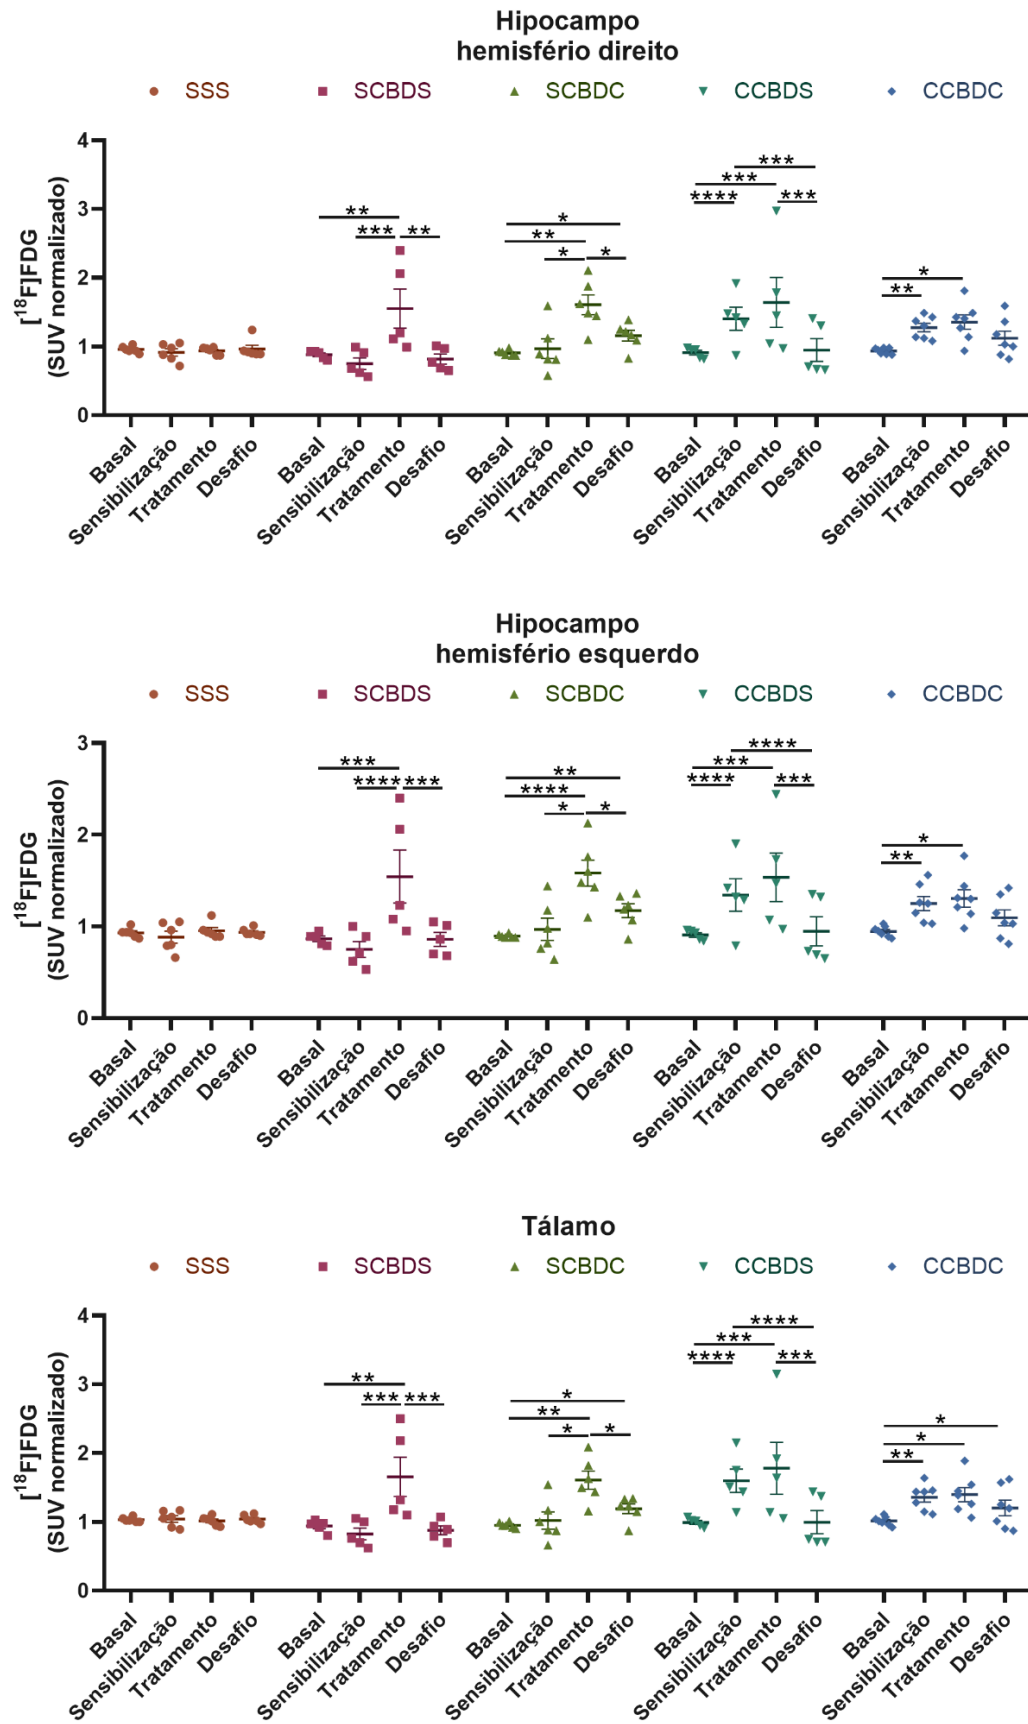 Hipocampo
hemisfério direito
SSS SCBDS SCBDC CCBDS CCBDC
[¹⁸F]FDG
(SUV normalizado)
4
3
2
1
0
*** 
*** 
**** ***
** 
*** **
* 
** 
* *
* 
**
Basal Sensibilização Tratamento Desafio Basal Sensibilização Tratamento Desafio Basal Sensibilização Tratamento Desafio Basal Sensibilização Tratamento Desafio Basal Sensibilização Tratamento Desafio
Hipocampo
hemisfério esquerdo
SSS SCBDS SCBDC CCBDS CCBDC
[¹⁸F]FDG
(SUV normalizado)
3
2
1
0
***
**** ***
**
****
* *
****
***
**** ***
*
**
Basal Sensibilização Tratamento Desafio Basal Sensibilização Tratamento Desafio Basal Sensibilização Tratamento Desafio Basal Sensibilização Tratamento Desafio Basal Sensibilização Tratamento Desafio
Tálamo
SSS SCBDS SCBDC CCBDS CCBDC
[¹⁸F]FDG
(SUV normalizado)
4
3
2
1
0
**
*** ***
*
**
* *
****
***
**** ***
*
*
**
Basal Sensibilização Tratamento Desafio Basal Sensibilização Tratamento Desafio Basal Sensibilização Tratamento Desafio Basal Sensibilização Tratamento Desafio Basal Sensibilização Tratamento Desafio